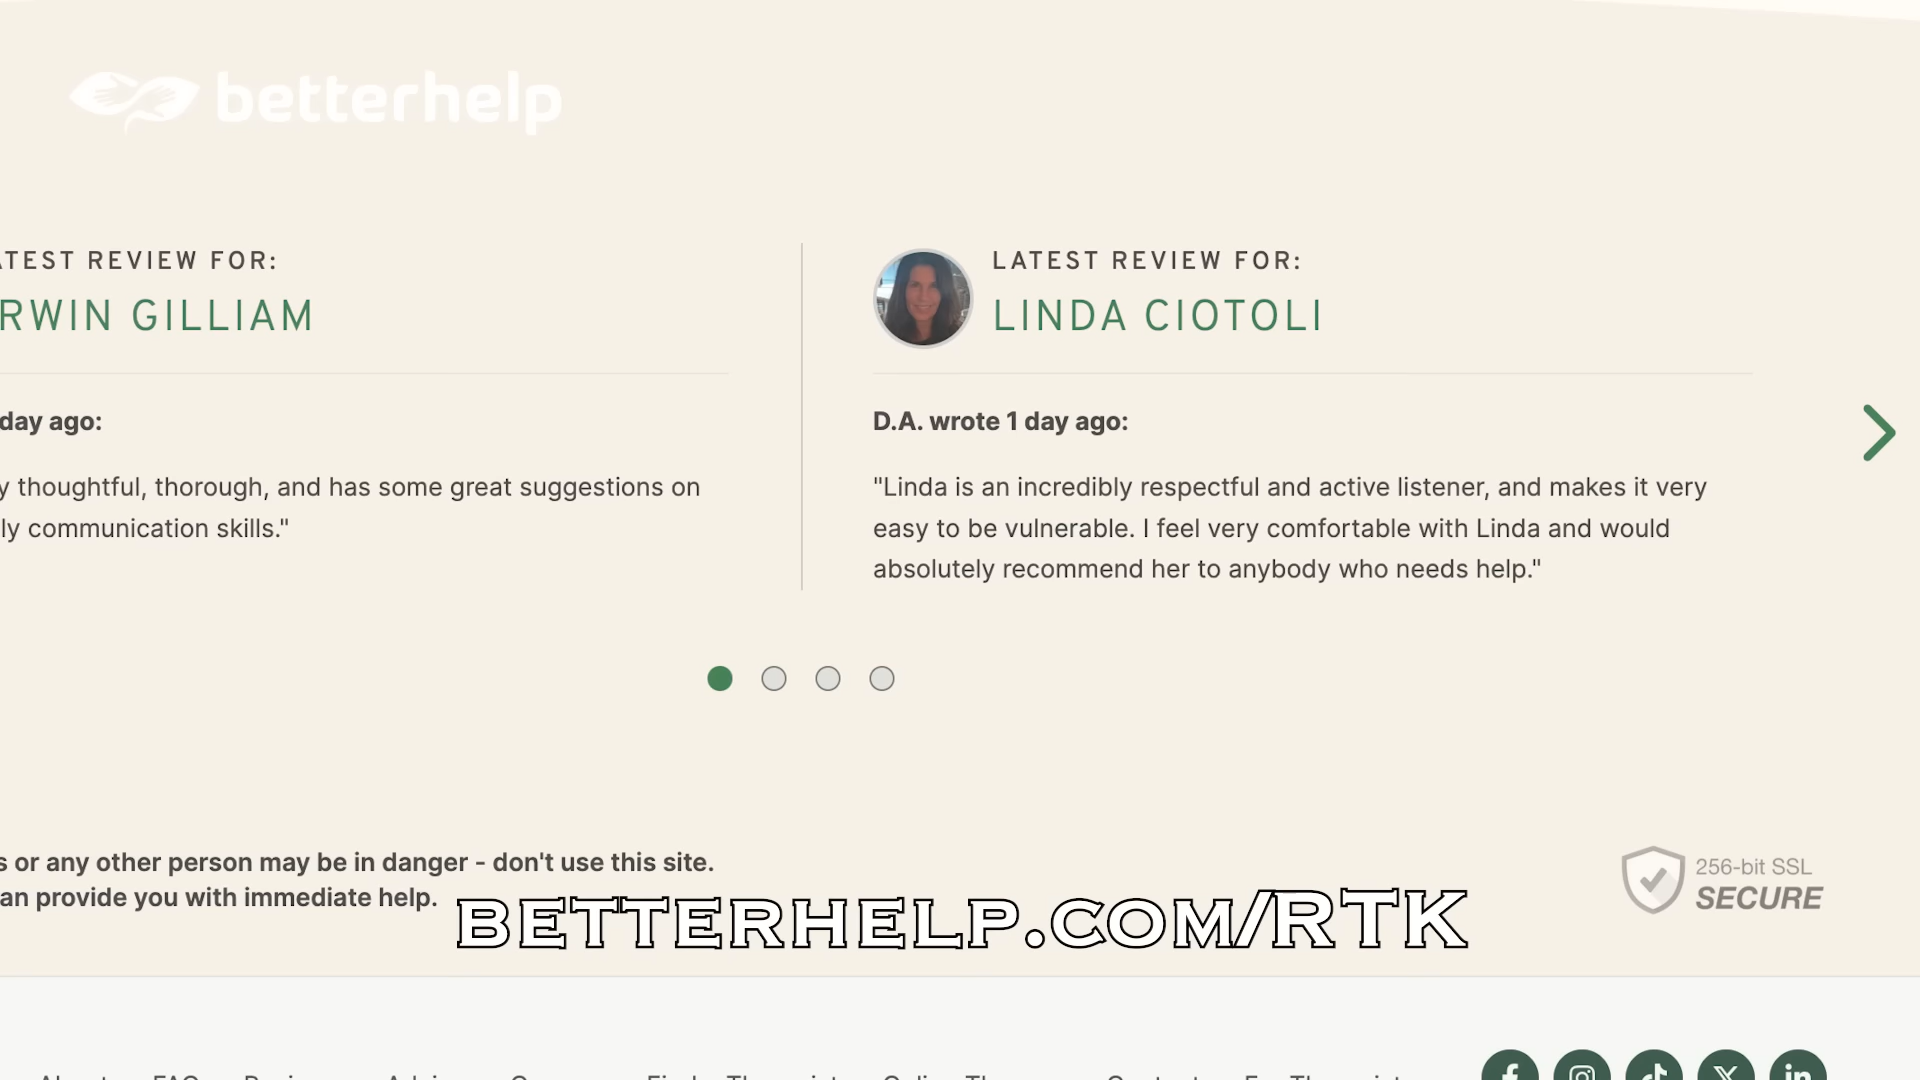 betterhelp
LATEST REVIEW FOR:
GILLIAM
day ago:
thoughtful, thorough, and has some great suggestions on
communication skills."
LATEST REVIEW FOR:
LINDA CIOTOLI
D.A. wrote 1 day ago:
"Linda is an incredibly respectful and active listener, and makes it very
easy to be vulnerable. I feel very comfortable with Linda and would
absolutely recommend her to anybody who needs help."
or any other person may be in danger - don't use this site.
provide you with immediate help.
256-bit SSL
SECURE
BETTERHELP.COM/RTK